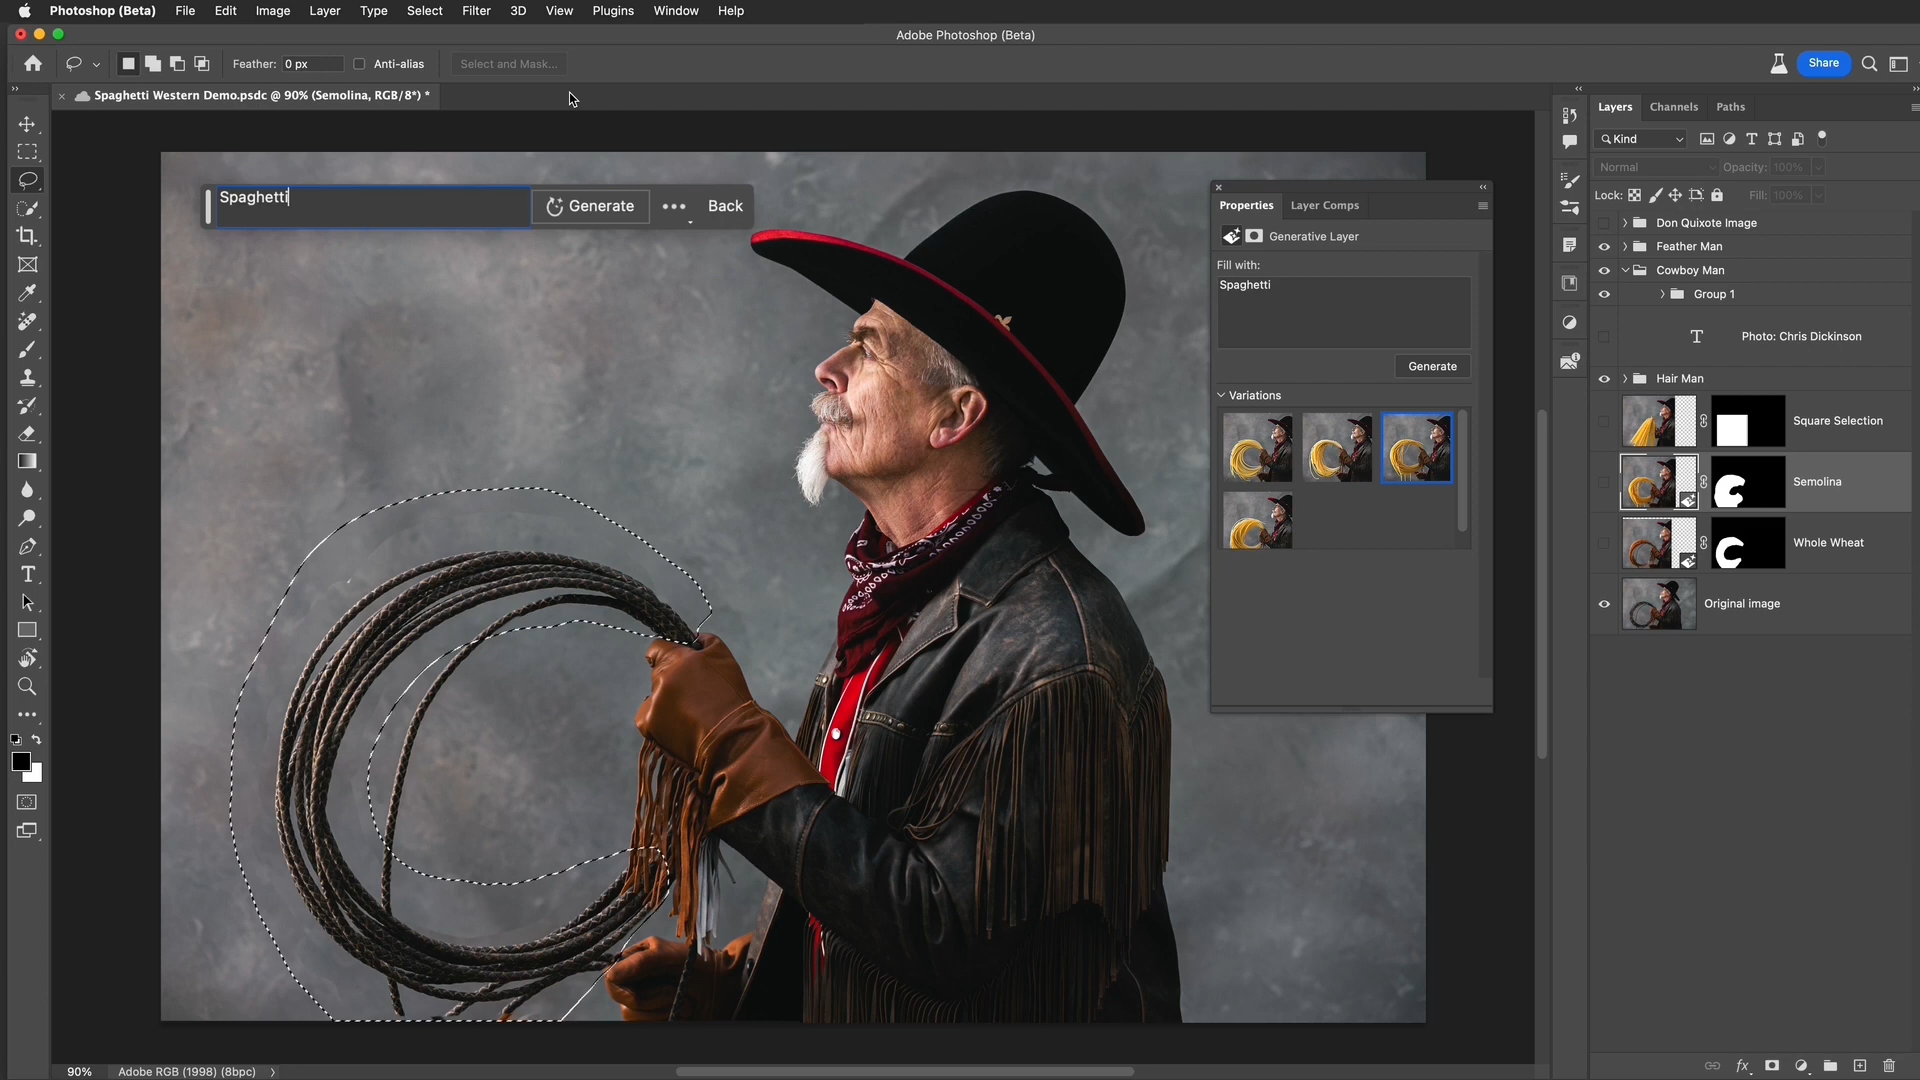 Photoshop (Beta) File Edit Image Layer Type Select Filter 3D View Plugins Window Help
Adobe Photoshop (Beta)
Feather: 0 px Anti-alias Select and Mask... Share
Spaghetti Western Demo.psdc @ 90% (Semolina, RGB/8*) *
Spaghetti Generate Back
Properties Layer Comps
Generative Layer
Fill with:
Spaghetti
Generate
Variations
Layers Channels Paths
Kind
Normal Opacity: 100%
Lock: Fill: 100%
Don Quixote Image
Feather Man
Cowboy Man
Group 1
T Photo: Chris Dickinson
Hair Man
Square Selection
Semolina
Whole Wheat
Original image
fx
90% Adobe RGB (1998) (8bpc)